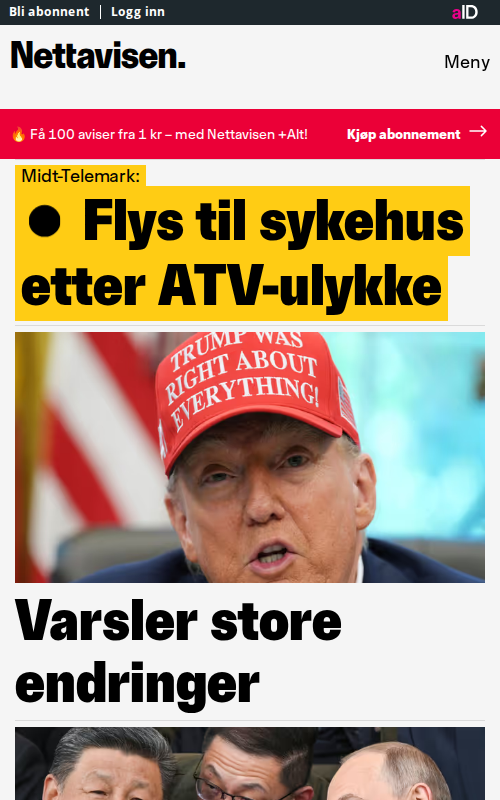 Bli abonnent | Logg inn
aID
Nettavisen.
Meny
🔥 Få 100 aviser fra 1 kr – med Nettavisen +Alt!
Kjøp abonnement →
Midt-Telemark:
● Flys til sykehus
etter ATV-ulykke
TRUMP WAS
RIGHT ABOUT
EVERYTHING!
Varsler store
endringer